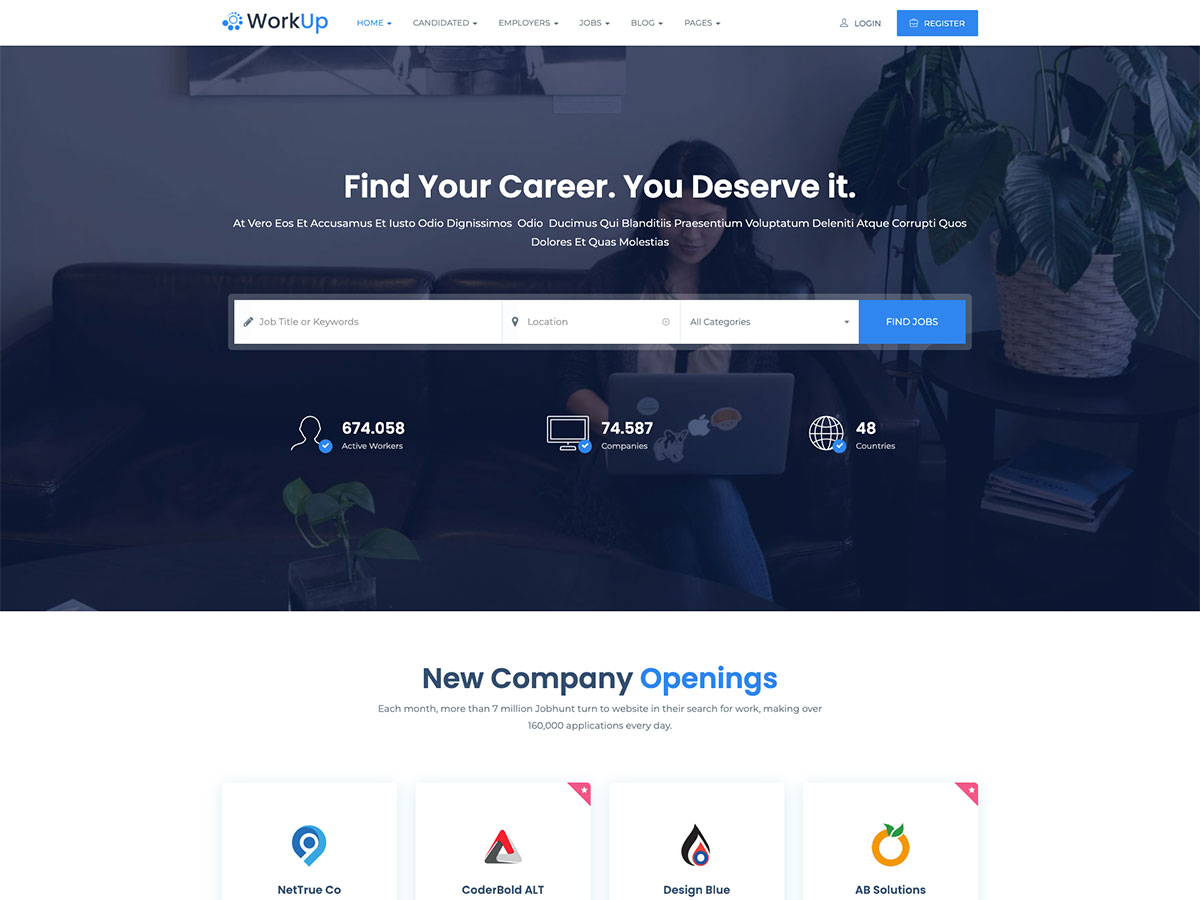 WorkUp
HOME
CANDIDATED
EMPLOYERS
JOBS
BLOG
PAGES
LOGIN
REGISTER
Find Your Career. You Deserve it.
At Vero Eos Et Accusamus Et Iusto Odio Dignissimos Odio Ducimus Qui Blanditiis Praesentium Voluptatum Deleniti Atque Corrupti Quos
Dolores Et Quas Molestias
Job Title or Keywords
Location
All Categories
FIND JOBS
674.058
Active Workers
74.587
Companies
48
Countries
New Company Openings
Each month, more than 7 million Jobhunt turn to website in their search for work, making over
160,000 applications every day.
NetTrue Co
CoderBold ALT
Design Blue
AB Solutions